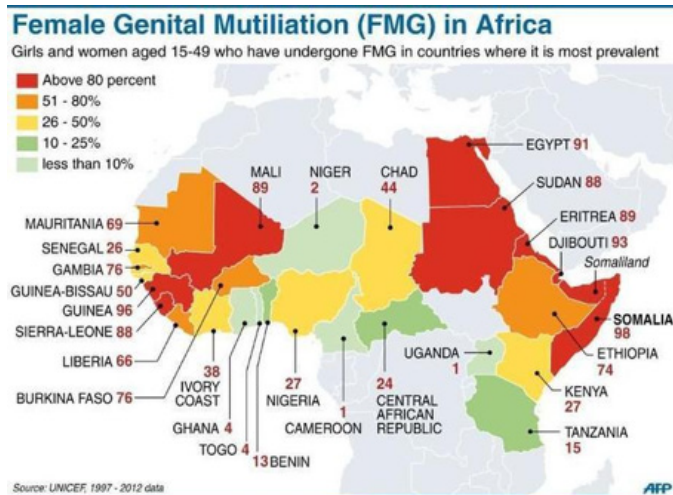 Female Genital Mutiliation (FMG) in Africa
Girls and women aged 15-49 who have undergone FMG in countries where it is most prevalent
Above 80 percent
51 - 80%
26 - 50%
10 - 25%
less than 10%
MALI
89
NIGER
2
CHAD
44
EGYPT 91
SUDAN 88
ERITREA 89
DJIBOUTI 93
Somaliland
MAURITANIA 69
SENEGAL 26
GAMBIA 76
GUINEA-BISSAU 50
GUINEA 96
SIERRA-LEONE 88
LIBERIA 66
BURKINA FASO 76
38
IVORY
COAST
GHANA 4
TOGO 4
13 BENIN
27
NIGERIA
1
CAMEROON
24
CENTRAL
AFRICAN
REPUBLIC
UGANDA
1
SOMALIA
98
ETHIOPIA
74
KENYA
27
TANZANIA
15
Source: UNICEF, 1997 - 2012 data
AFP